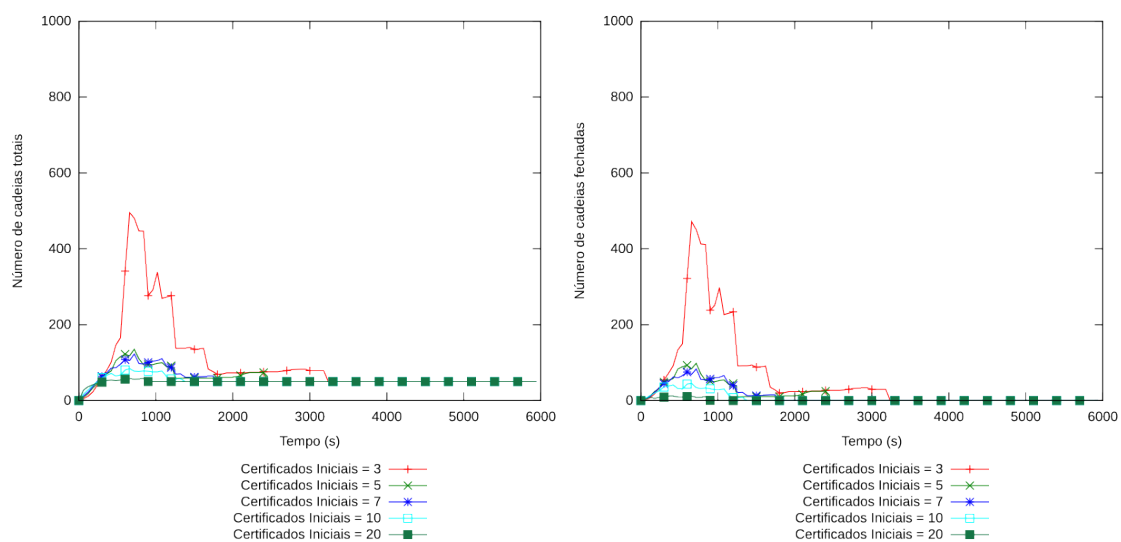 1000
800
600
400
200
0
Número de cadeias totais
0 1000 2000 3000 4000 5000 6000
Tempo (s)
Certificados Iniciais = 3
Certificados Iniciais = 5
Certificados Iniciais = 7
Certificados Iniciais = 10
Certificados Iniciais = 20
1000
800
600
400
200
0
Número de cadeias fechadas
0 1000 2000 3000 4000 5000 6000
Tempo (s)
Certificados Iniciais = 3
Certificados Iniciais = 5
Certificados Iniciais = 7
Certificados Iniciais = 10
Certificados Iniciais = 20